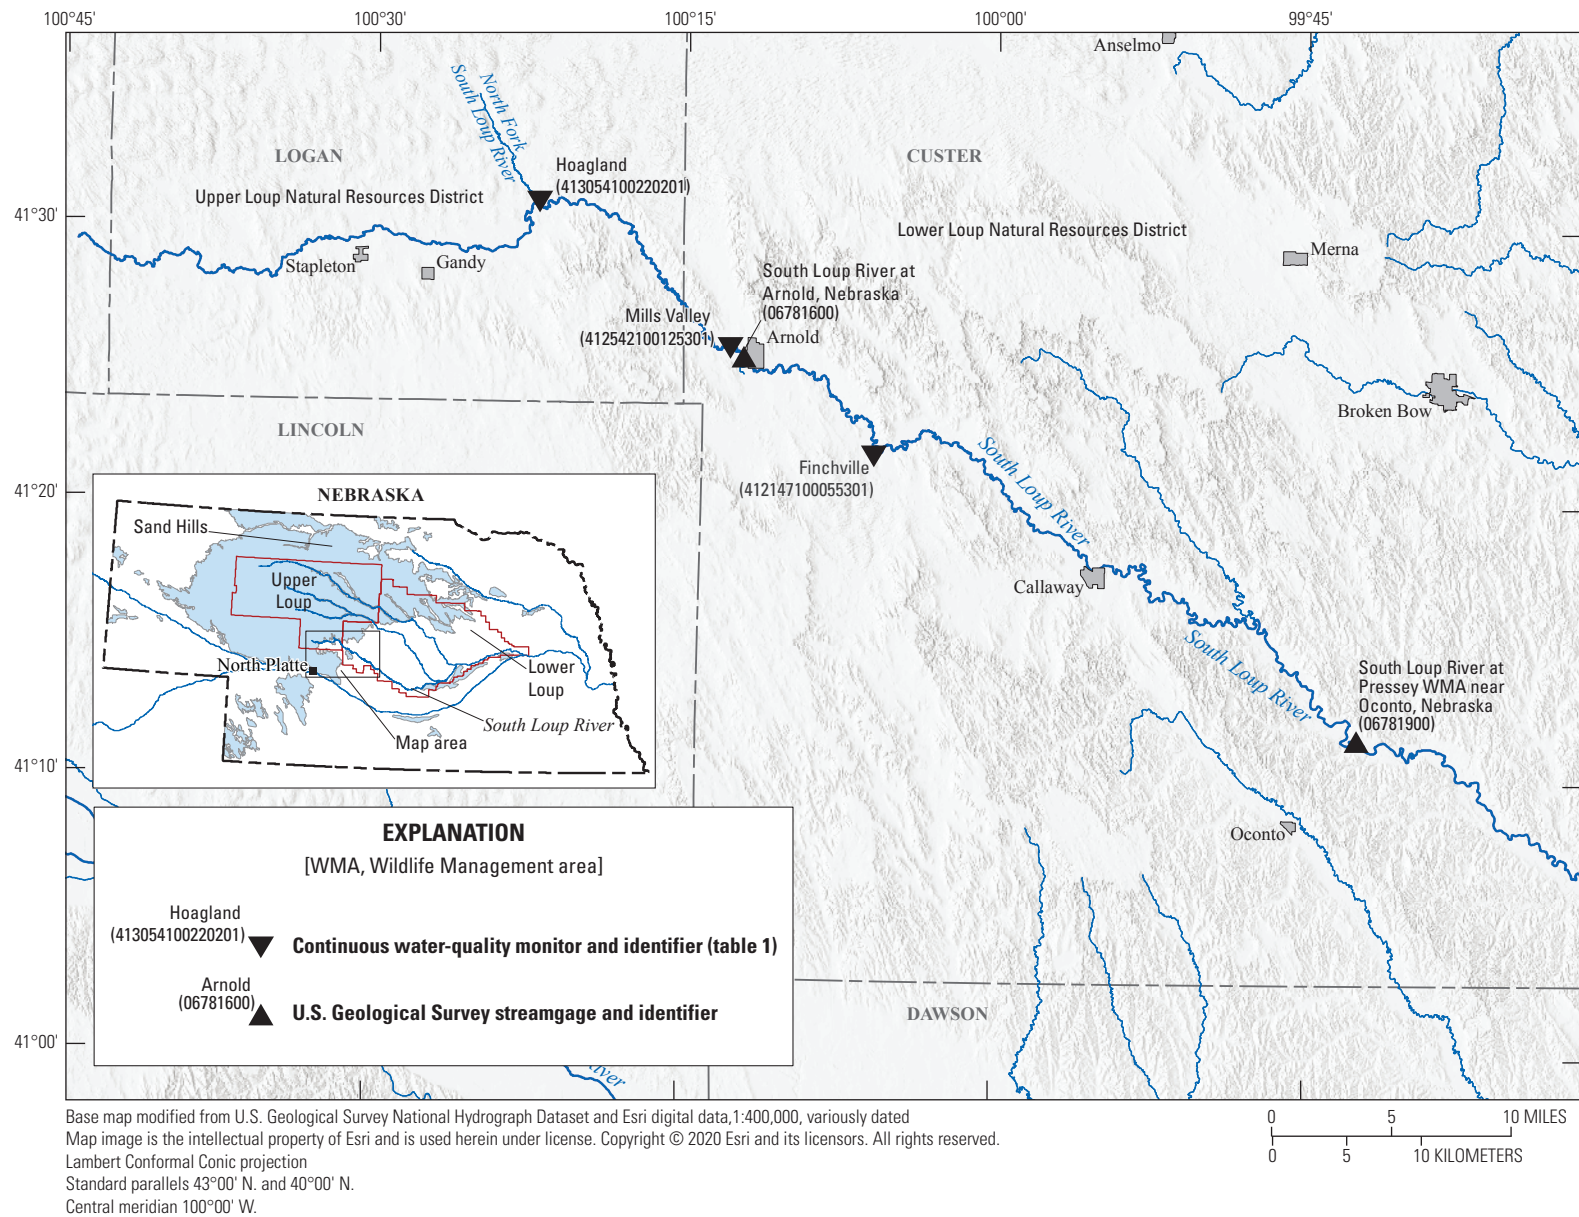 100°45'
100°30'
100°15'
100°00'
99°45'
Anselmo
North Fork
South Loup River
LOGAN
CUSTER
Hoagland
(413054100220201)
Upper Loup Natural Resources District
41°30'
Lower Loup Natural Resources District
Merna
Stapleton
Gandy
South Loup River at
Arnold, Nebraska
(06781600)
Mills Valley
(412542100125301)
Arnold
Broken Bow
LINCOLN
South Loup River
Finchville
(412147100055301)
41°20'
NEBRASKA
Sand Hills
Upper
Loup
North Platte
Lower
Loup
South Loup River
Map area
Callaway
South Loup River
South Loup River at
Pressey WMA near
Oconto, Nebraska
(06781900)
41°10'
Oconto
EXPLANATION
[WMA, Wildlife Management area]
Hoagland
(413054100220201)
Continuous water-quality monitor and identifier (table 1)
Arnold
(06781600)
U.S. Geological Survey streamgage and identifier
DAWSON
41°00'
River
Base map modified from U.S. Geological Survey National Hydrograph Dataset and Esri digital data,1:400,000, variously dated
Map image is the intellectual property of Esri and is used herein under license. Copyright © 2020 Esri and its licensors. All rights reserved.
Lambert Conformal Conic projection
Standard parallels 43°00' N. and 40°00' N.
Central meridian 100°00' W.
0 5 10 MILES
0 5 10 KILOMETERS